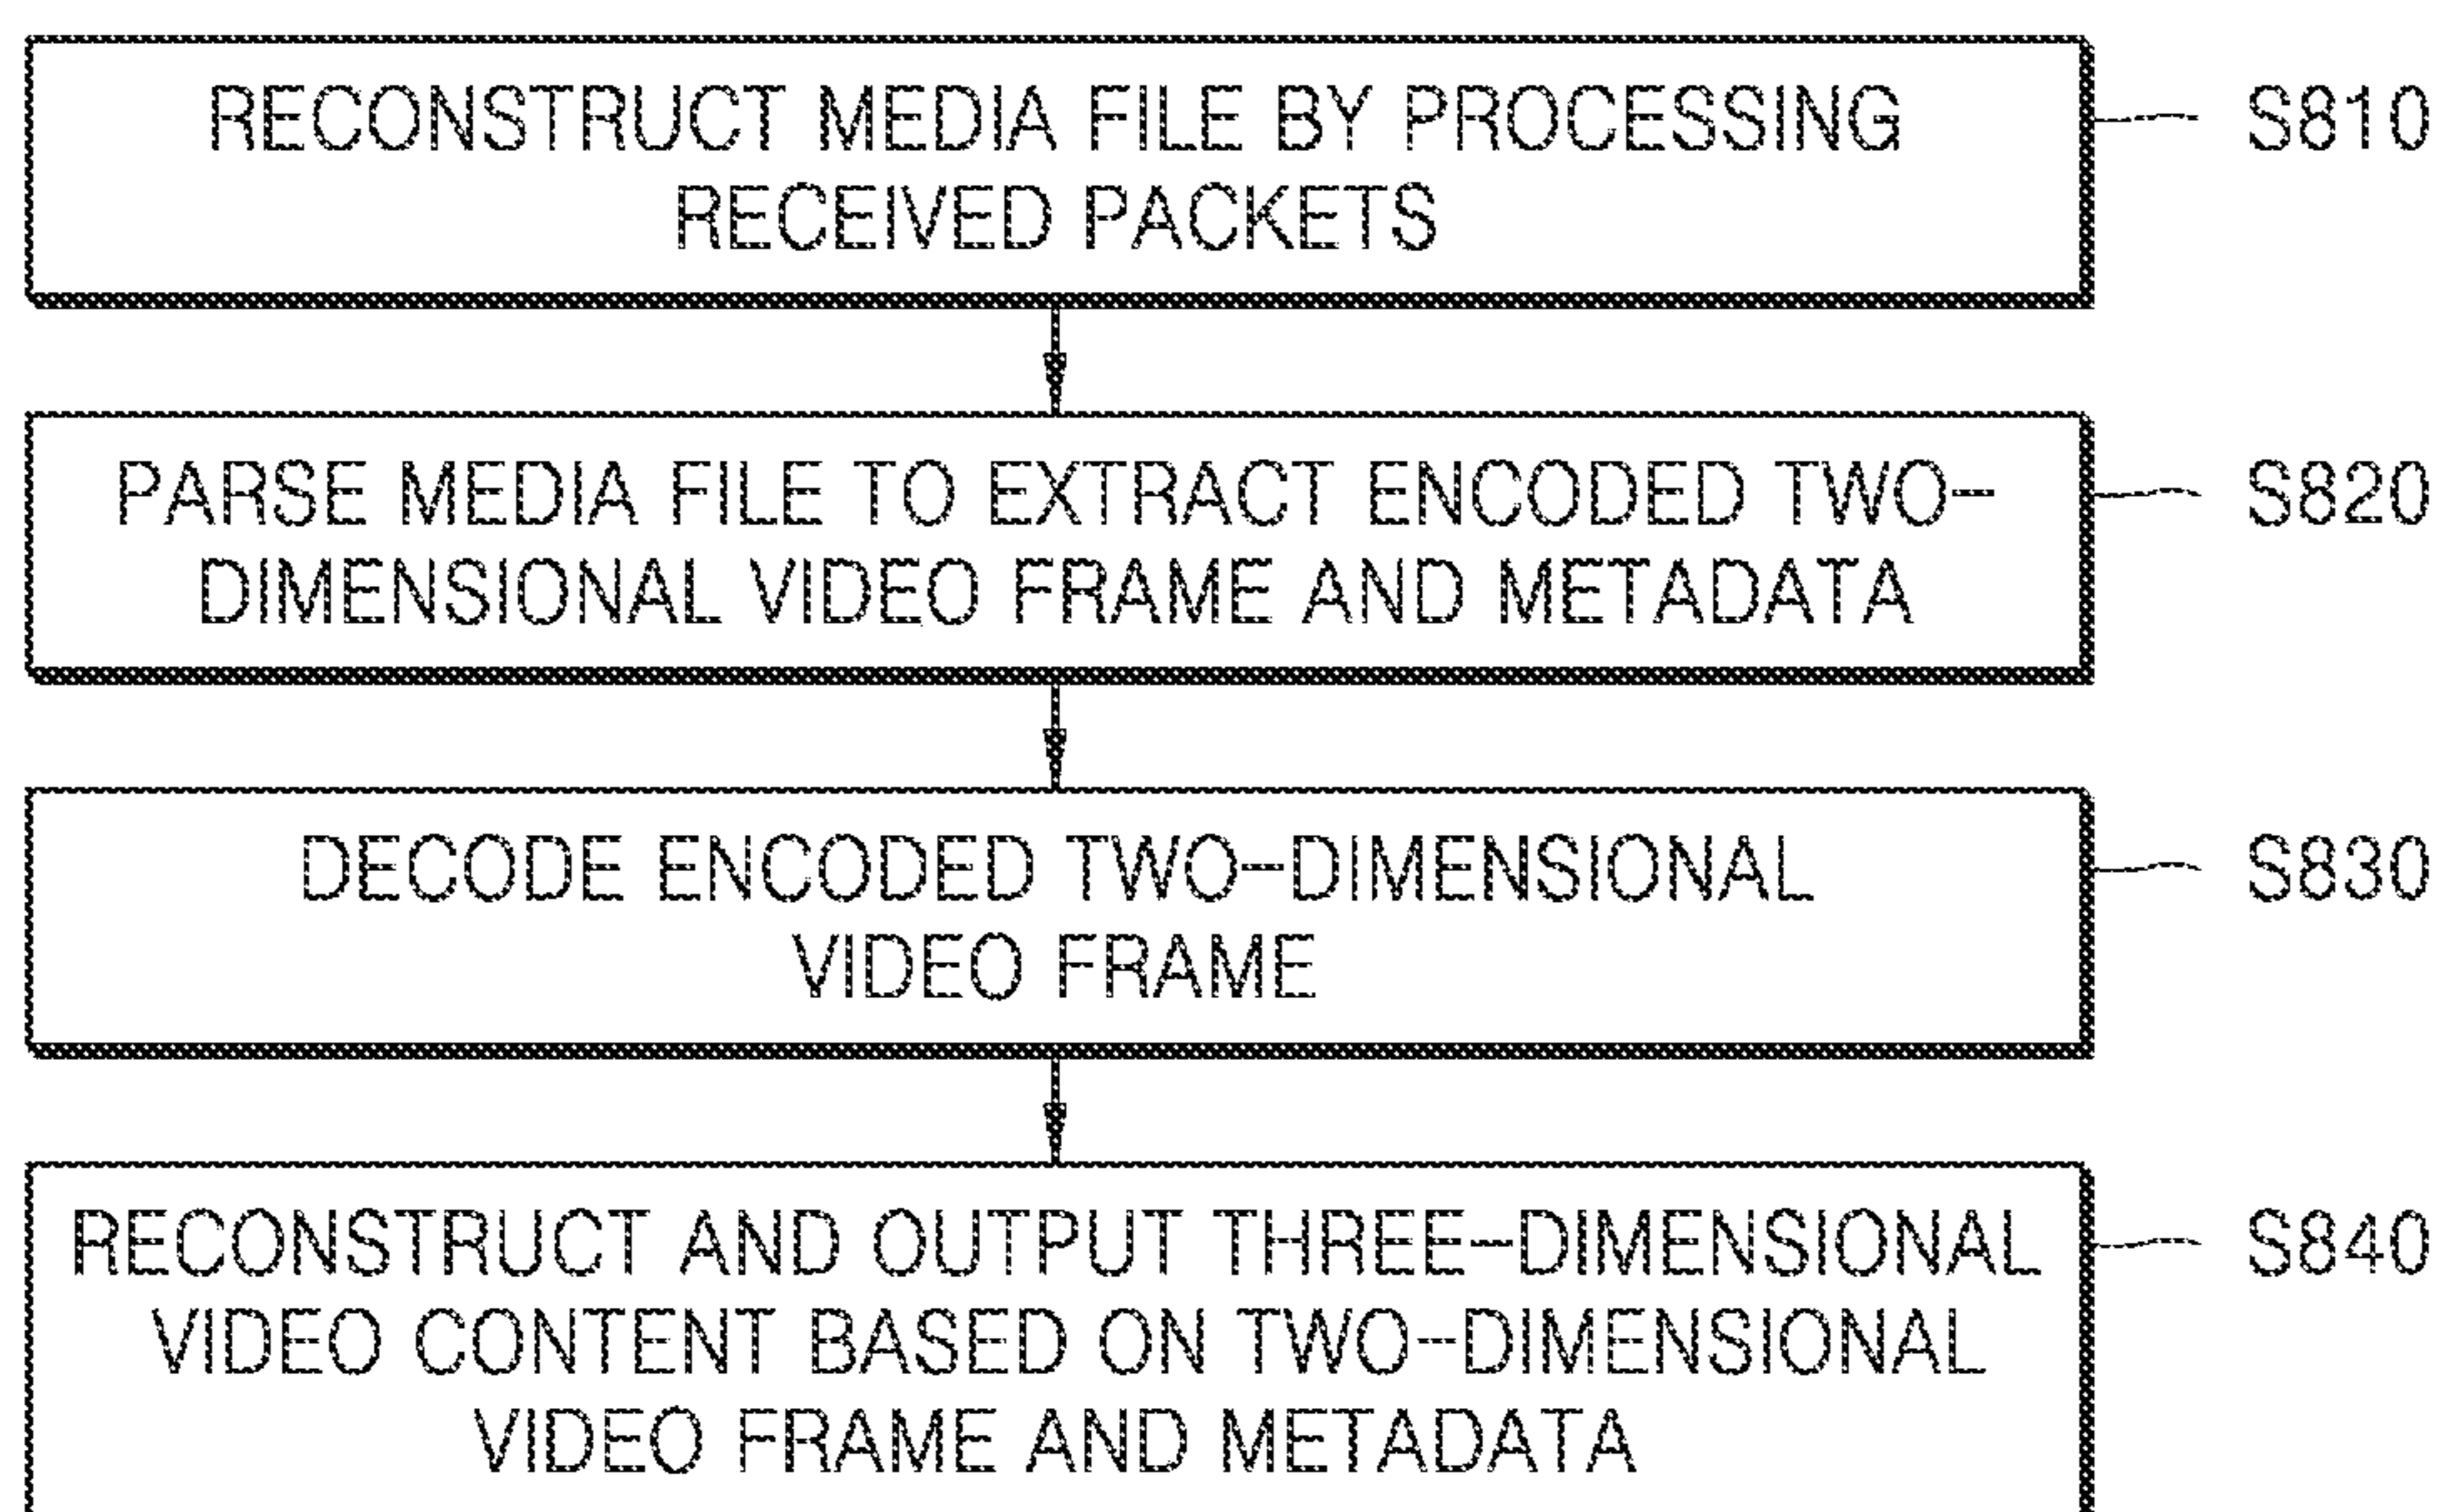 RECONSTRUCT MEDIA FILE BY PROCESSING
RECEIVED PACKETS
S810
PARSE MEDIA FILE TO EXTRACT ENCODED TWO-
DIMENSIONAL VIDEO FRAME AND METADATA
S820
DECODE ENCODED TWO-DIMENSIONAL
VIDEO FRAME
S830
RECONSTRUCT AND OUTPUT THREE-DIMENSIONAL
VIDEO CONTENT BASED ON TWO-DIMENSIONAL
VIDEO FRAME AND METADATA
S840